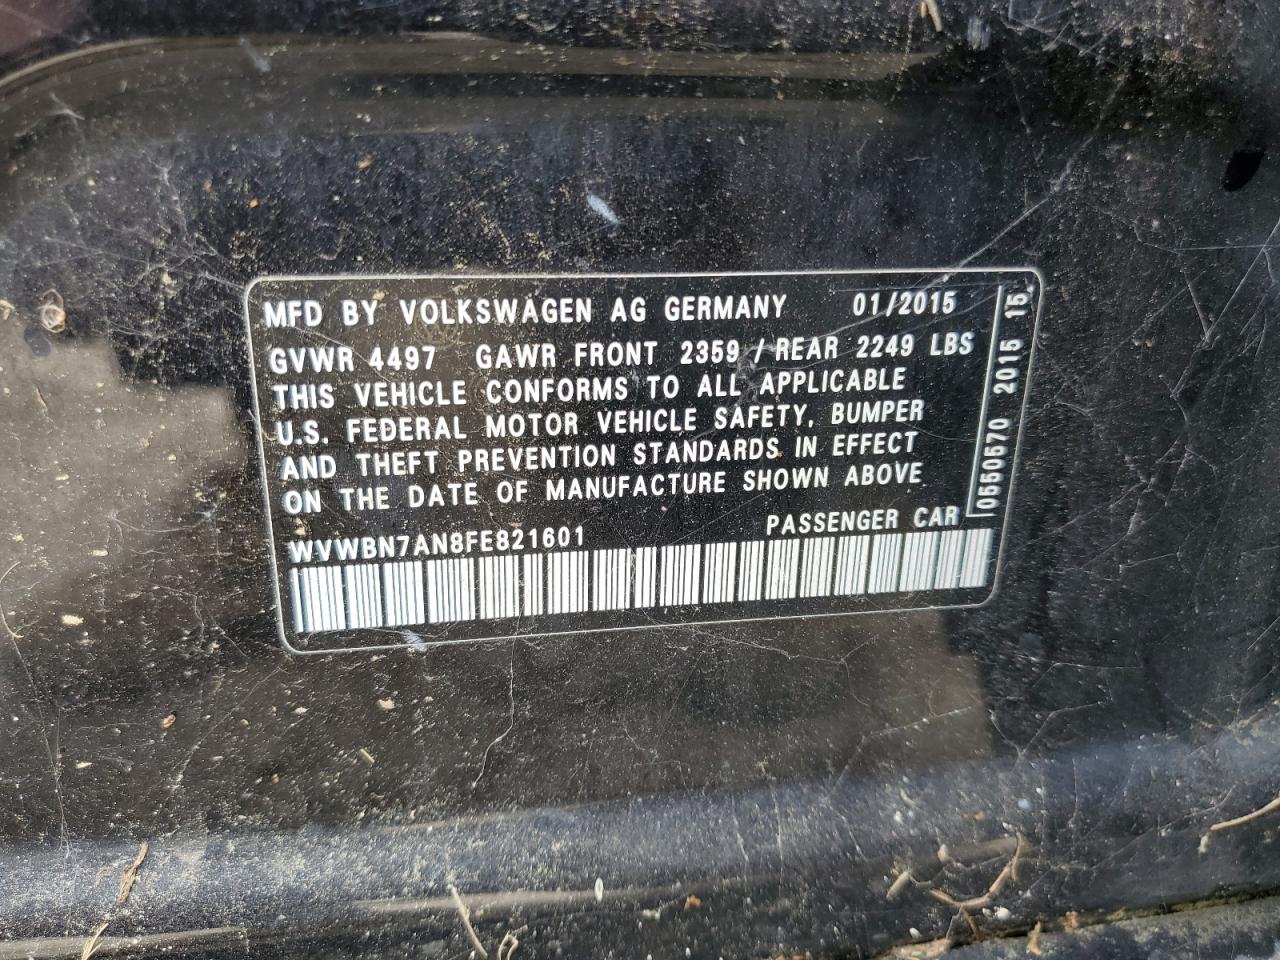 MFD BY VOLKSWAGEN AG GERMANY 01/2015
GVWR 4497 GAWR FRONT 2359 / REAR 2249 LBS
THIS VEHICLE CONFORMS TO ALL APPLICABLE
U.S. FEDERAL MOTOR VEHICLE SAFETY, BUMPER
AND THEFT PREVENTION STANDARDS IN EFFECT
ON THE DATE OF MANUFACTURE SHOWN ABOVE
WVWBN7AN8FE821601 PASSENGER CAR
0550570 2015 15